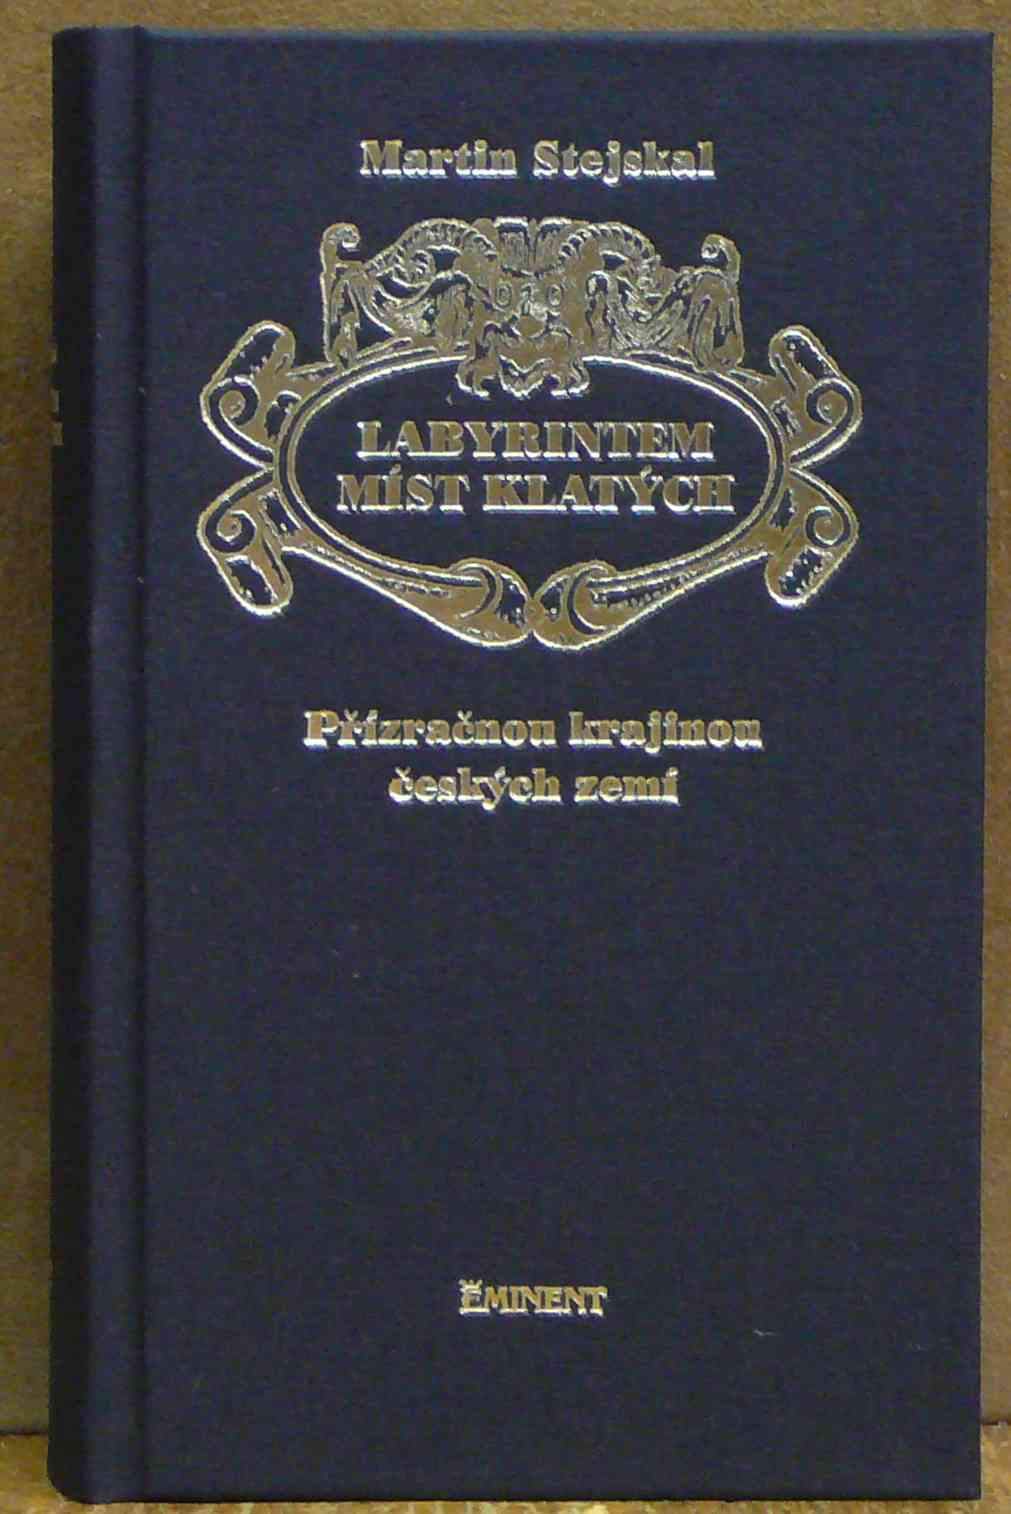 Martin Stejskal
LABYRINTEM
MÍST KLATÝCH
Přízračnou krajinou
českých zemí
EMINENT